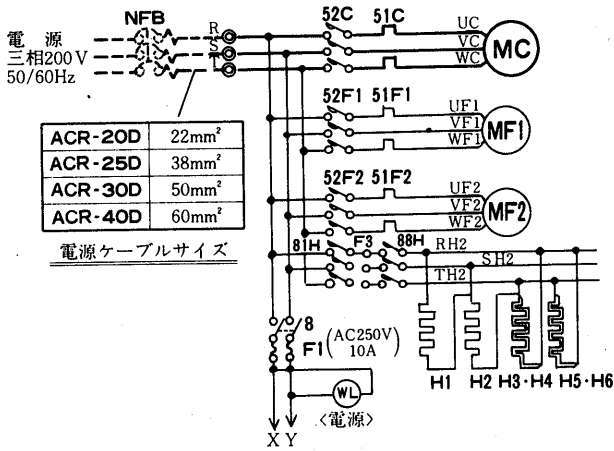 NFB
電源
三相200V
50/60Hz
R
S
T
52C 51C
UC
VC
WC
MC
ACR-20D 22mm²
ACR-25D 38mm²
ACR-30D 50mm²
ACR-40D 60mm²
電源ケーブルサイズ
52F1 51F1
UF1
VF1
WF1
MF1
52F2 51F2
UF2
VF2
WF2
MF2
81H F3 88H
RH2
SH2
TH2
8
F1 (AC250V
10A)
WL
〈電源〉
X Y
H1 H2 H3・H4 H5・H6